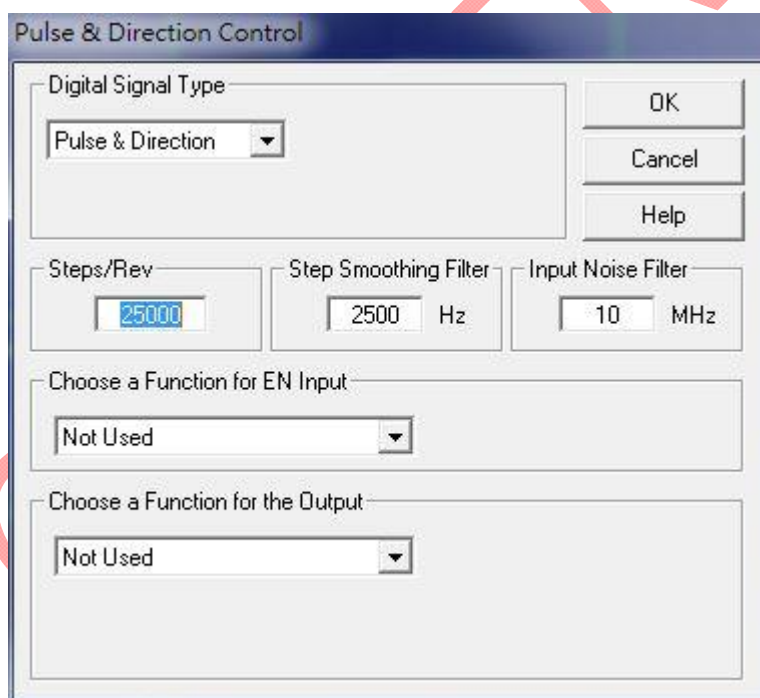 Pulse & Direction Control
Digital Signal Type
Pulse & Direction
OK
Cancel
Help
Steps/Rev
25000
Step Smoothing Filter
2500 Hz
Input Noise Filter
10 MHz
Choose a Function for EN Input
Not Used
Choose a Function for the Output
Not Used